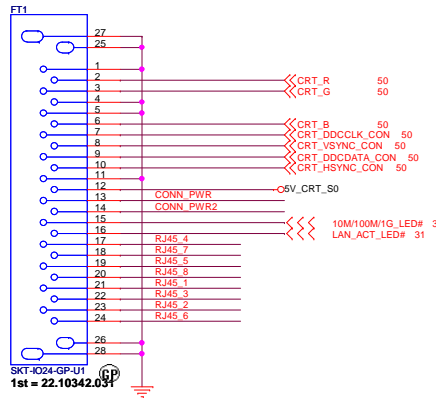 FT1
27
25
1
2 CRT_R 50
3 CRT_G 50
4
5
6 CRT_B 50
7 CRT_DDCCLK_CON 50
8 CRT_VSYNC_CON 50
9 CRT_DDCDATA_CON 50
10 CRT_HSYNC_CON 50
11
12 5V_CRT_S0
13 CONN_PWR
14 CONN_PWR2
15 10M/100M/1G_LED# 3
16 LAN_ACT_LED# 31
17 RJ45_4
18 RJ45_7
19 RJ45_5
20 RJ45_8
21 RJ45_1
22 RJ45_3
23 RJ45_2
24 RJ45_6
26
28
SKT-IO24-GP-U1
GP
1st = 22.10342.031